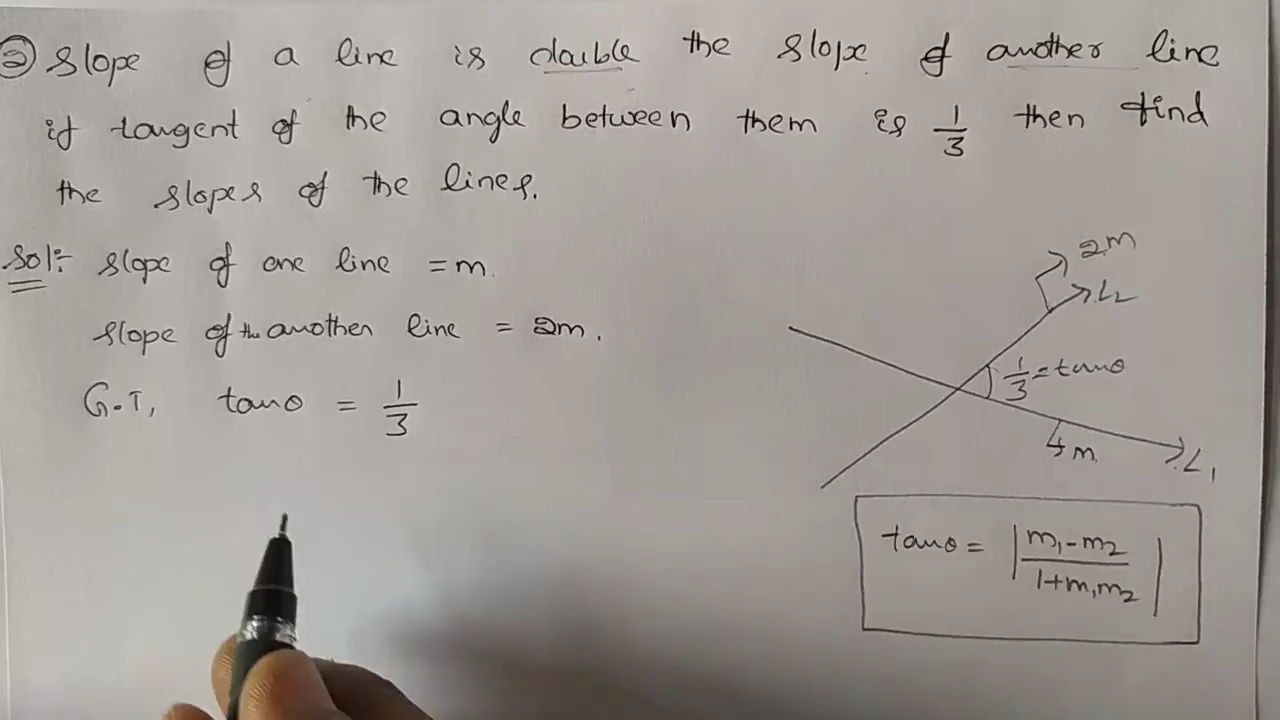 ② Slope of a line is double the slope of another line
if tangent of the angle between them is 1/3 then find
the slopes of the lines.
Sol:- slope of one line = m.
slope of the another line = 2m.
G.T, tanθ = 1/3
2m
L2
1/3 = tanθ
m
L1
tanθ = |m1-m2 / 1+m1m2|